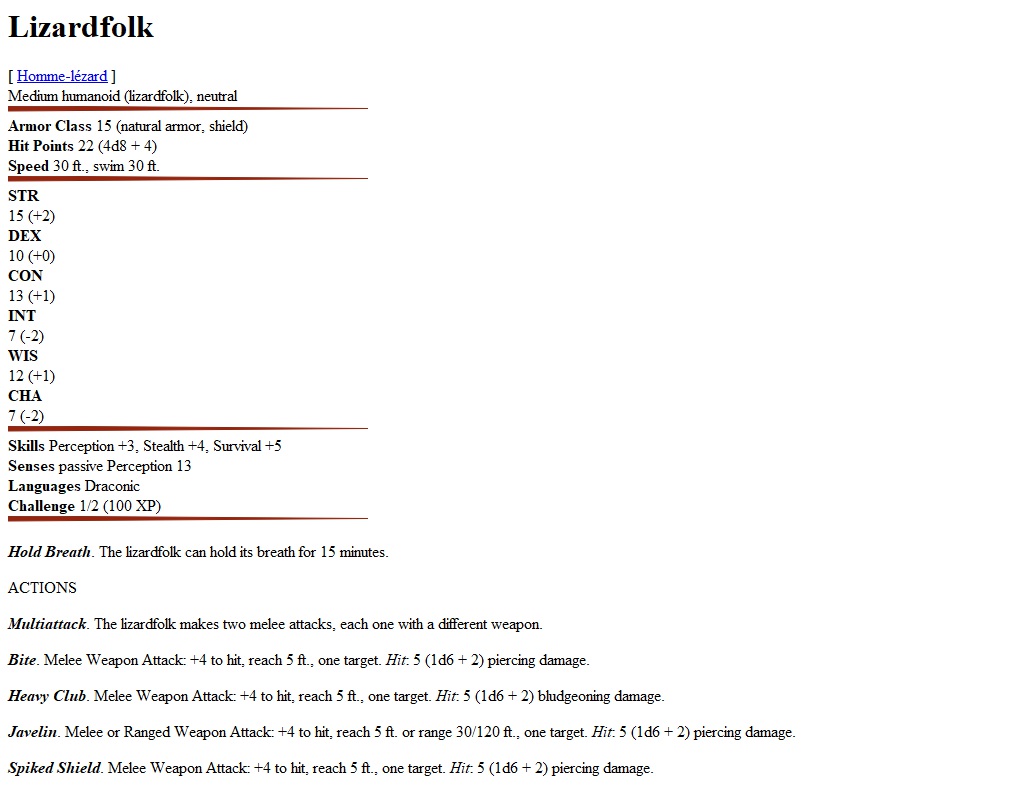 Lizardfolk
[ Homme-lézard ]
Medium humanoid (lizardfolk), neutral
Armor Class 15 (natural armor, shield)
Hit Points 22 (4d8 + 4)
Speed 30 ft., swim 30 ft.
STR
15 (+2)
DEX
10 (+0)
CON
13 (+1)
INT
7 (-2)
WIS
12 (+1)
CHA
7 (-2)
Skills Perception +3, Stealth +4, Survival +5
Senses passive Perception 13
Languages Draconic
Challenge 1/2 (100 XP)
Hold Breath. The lizardfolk can hold its breath for 15 minutes.
ACTIONS
Multiattack. The lizardfolk makes two melee attacks, each one with a different weapon.
Bite. Melee Weapon Attack: +4 to hit, reach 5 ft., one target. Hit: 5 (1d6 + 2) piercing damage.
Heavy Club. Melee Weapon Attack: +4 to hit, reach 5 ft., one target. Hit: 5 (1d6 + 2) bludgeoning damage.
Javelin. Melee or Ranged Weapon Attack: +4 to hit, reach 5 ft. or range 30/120 ft., one target. Hit: 5 (1d6 + 2) piercing damage.
Spiked Shield. Melee Weapon Attack: +4 to hit, reach 5 ft., one target. Hit: 5 (1d6 + 2) piercing damage.